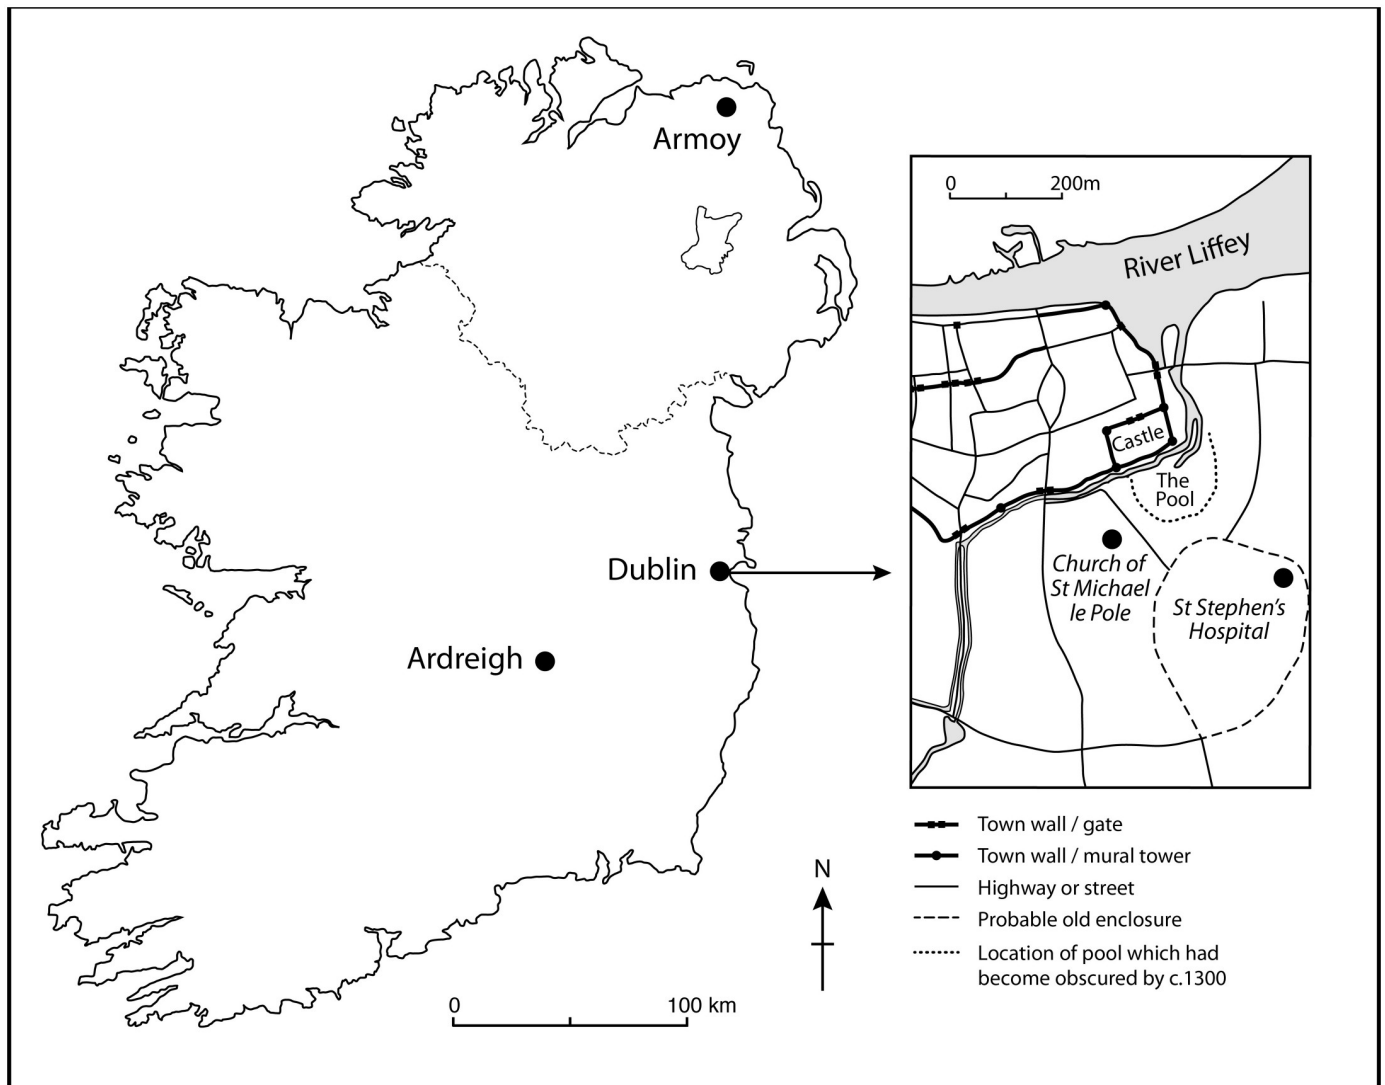 Armoy
Dublin
Ardreigh
N
0 100 km
0 200m
River Liffey
Castle
The
Pool
Church of
St Michael
le Pole
St Stephen's
Hospital
Town wall / gate
Town wall / mural tower
Highway or street
Probable old enclosure
Location of pool which had
become obscured by c.1300